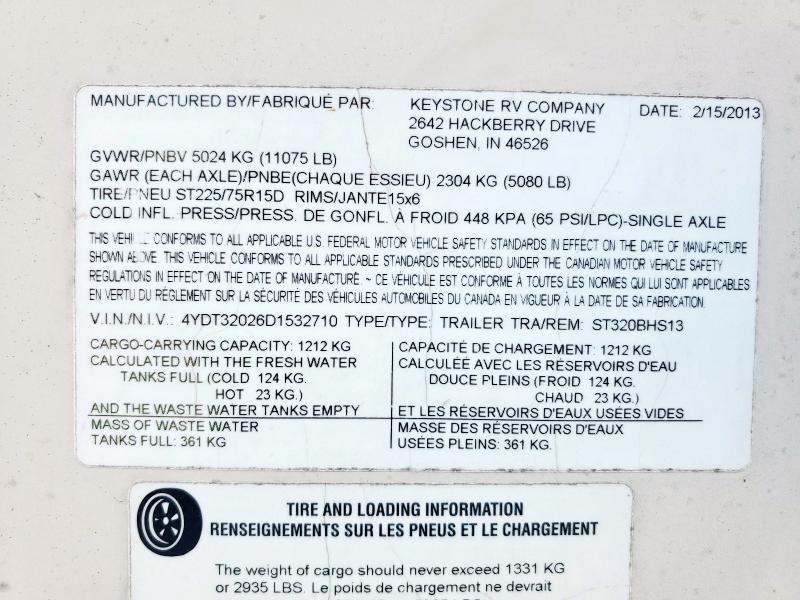 MANUFACTURED BY/FABRIQUÉ PAR: KEYSTONE RV COMPANY DATE: 2/15/2013
2642 HACKBERRY DRIVE
GOSHEN, IN 46526
GVWR/PNBV 5024 KG (11075 LB)
GAWR (EACH AXLE)/PNBE(CHAQUE ESSIEU) 2304 KG (5080 LB)
TIRE/PNEU ST225/75R15D RIMS/JANTE15x6
COLD INFL. PRESS/PRESS. DE GONFL. À FROID 448 KPA (65 PSI/LPC)-SINGLE AXLE
THIS CONFORMS TO ALL APPLICABLE U.S. FEDERAL MOTOR VEHICLE SAFETY STANDARDS IN EFFECT ON THE DATE OF MANUFACTURE
SHOWN ABOVE. THIS VEHICLE CONFORMS TO ALL APPLICABLE STANDARDS PRESCRIBED UNDER THE CANADIAN MOTOR VEHICLE SAFETY
REGULATIONS IN EFFECT ON THE DATE OF MANUFACTURE. ~ CE VÉHICULE EST CONFORME À TOUTES LES NORMES QUI LUI SONT APPLICABLES
EN VERTU DU RÈGLEMENT SUR LA SÉCURITÉ DES VÉHICULES AUTOMOBILES DU CANADA EN VIGUEUR À LA DATE DE SA FABRICATION.
V.I.N./N.I.V.: 4YDT32026D1532710 TYPE/TYPE: TRAILER TRA/REM: ST320BHS13
CARGO-CARRYING CAPACITY: 1212 KG
CALCULATED WITH THE FRESH WATER
TANKS FULL (COLD 124 KG.
HOT 23 KG.)
AND THE WASTE WATER TANKS EMPTY
MASS OF WASTE WATER
TANKS FULL: 361 KG
CAPACITÉ DE CHARGEMENT: 1212 KG
CALCULÉE AVEC LES RÉSERVOIRS D'EAU
DOUCE PLEINS (FROID 124 KG.
CHAUD 23 KG.)
ET LES RÉSERVOIRS D'EAUX USÉES VIDES
MASSE DES RÉSERVOIRS D'EAUX
USÉES PLEINS: 361 KG.
TIRE AND LOADING INFORMATION
RENSEIGNEMENTS SUR LES PNEUS ET LE CHARGEMENT
The weight of cargo should never exceed 1331 KG
or 2935 LBS. Le poids de chargement ne devrait